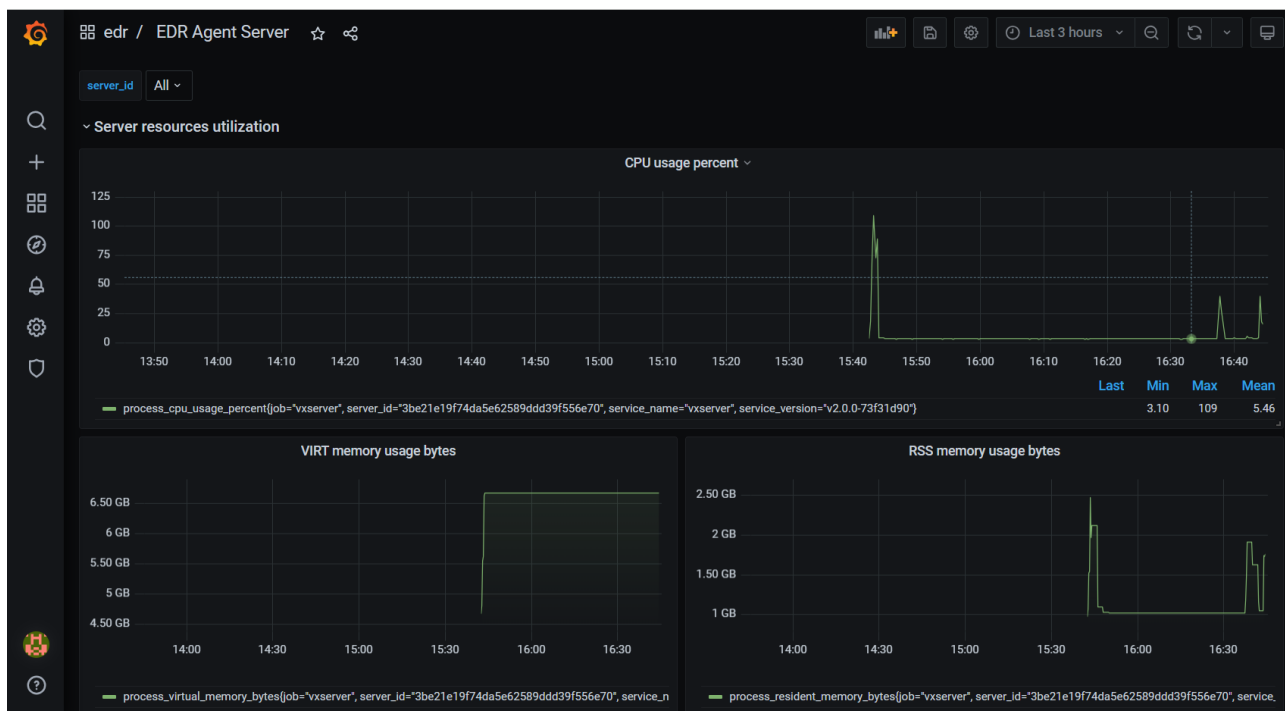 edr / EDR Agent Server
Last 3 hours
server_id All
Server resources utilization
CPU usage percent
125
100
75
50
25
0
13:50 14:00 14:10 14:20 14:30 14:40 14:50 15:00 15:10 15:20 15:30 15:40 15:50 16:00 16:10 16:20 16:30 16:40
Last Min Max Mean
process_cpu_usage_percent{job="vxserver", server_id="3be21e19f74da5e62589ddd39f556e70", service_name="vxserver", service_version="v2.0.0-73f31d90"} 3.10 109 5.46
VIRT memory usage bytes
6.50 GB
6 GB
5.50 GB
5 GB
4.50 GB
14:00 14:30 15:00 15:30 16:00 16:30
process_virtual_memory_bytes{job="vxserver", server_id="3be21e19f74da5e62589ddd39f556e70", service_n
RSS memory usage bytes
2.50 GB
2 GB
1.50 GB
1 GB
14:00 14:30 15:00 15:30 16:00 16:30
process_resident_memory_bytes{job="vxserver", server_id="3be21e19f74da5e62589ddd39f556e70", service_